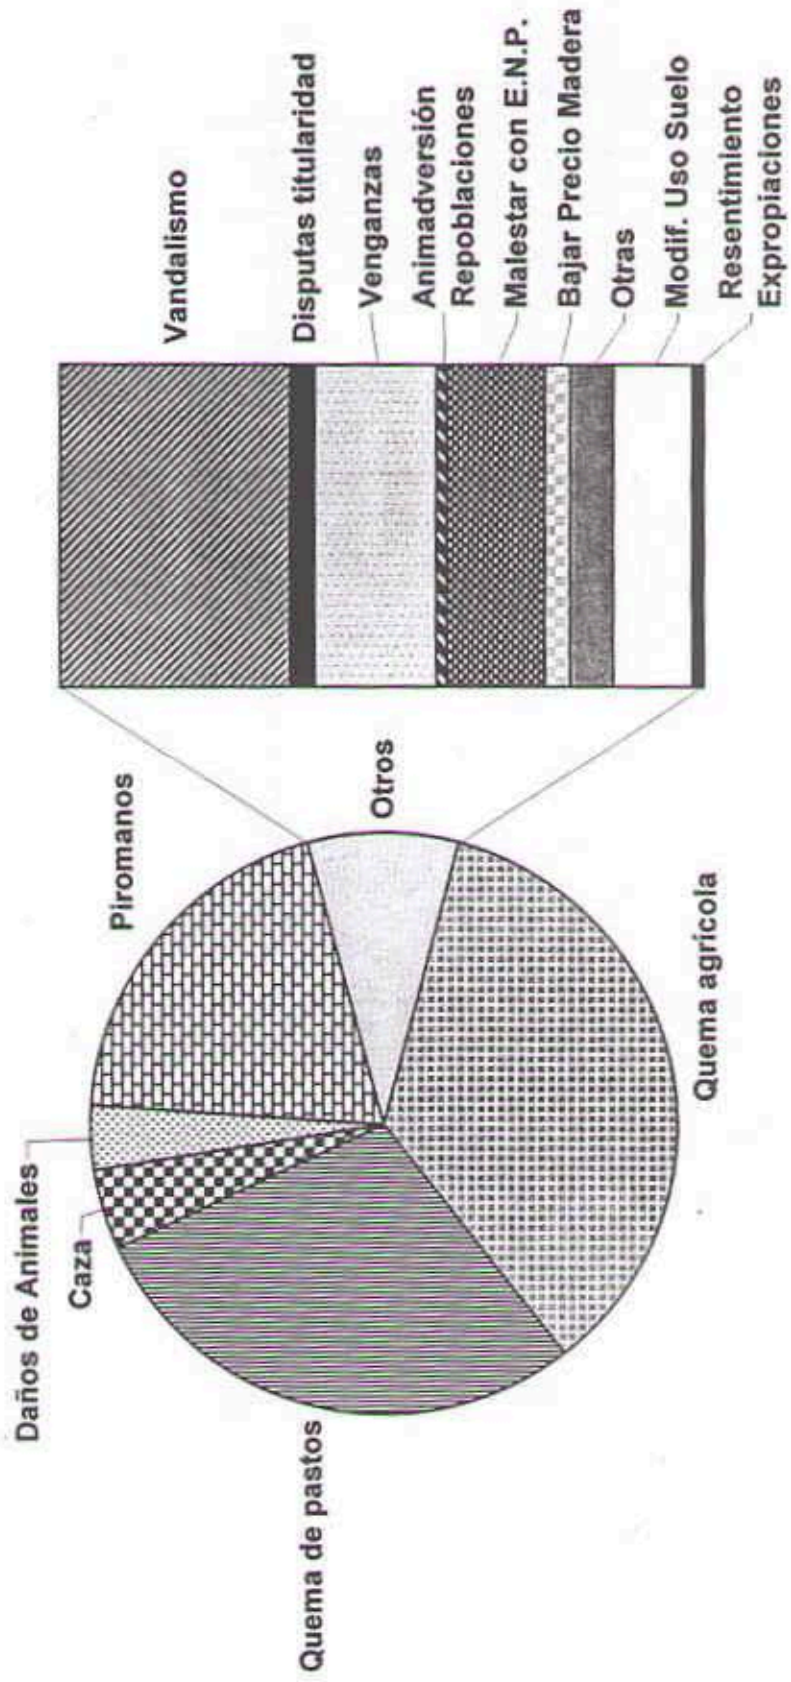 Daños de Animales
Caza
Piromanos
Otros
Quema de pastos
Quema agrícola
Vandalismo
Disputas titularidad
Venganzas
Animadversión
Repoblaciones
Malestar con E.N.P.
Bajar Precio Madera
Otras
Modif. Uso Suelo
Resentimiento
Expropiaciones